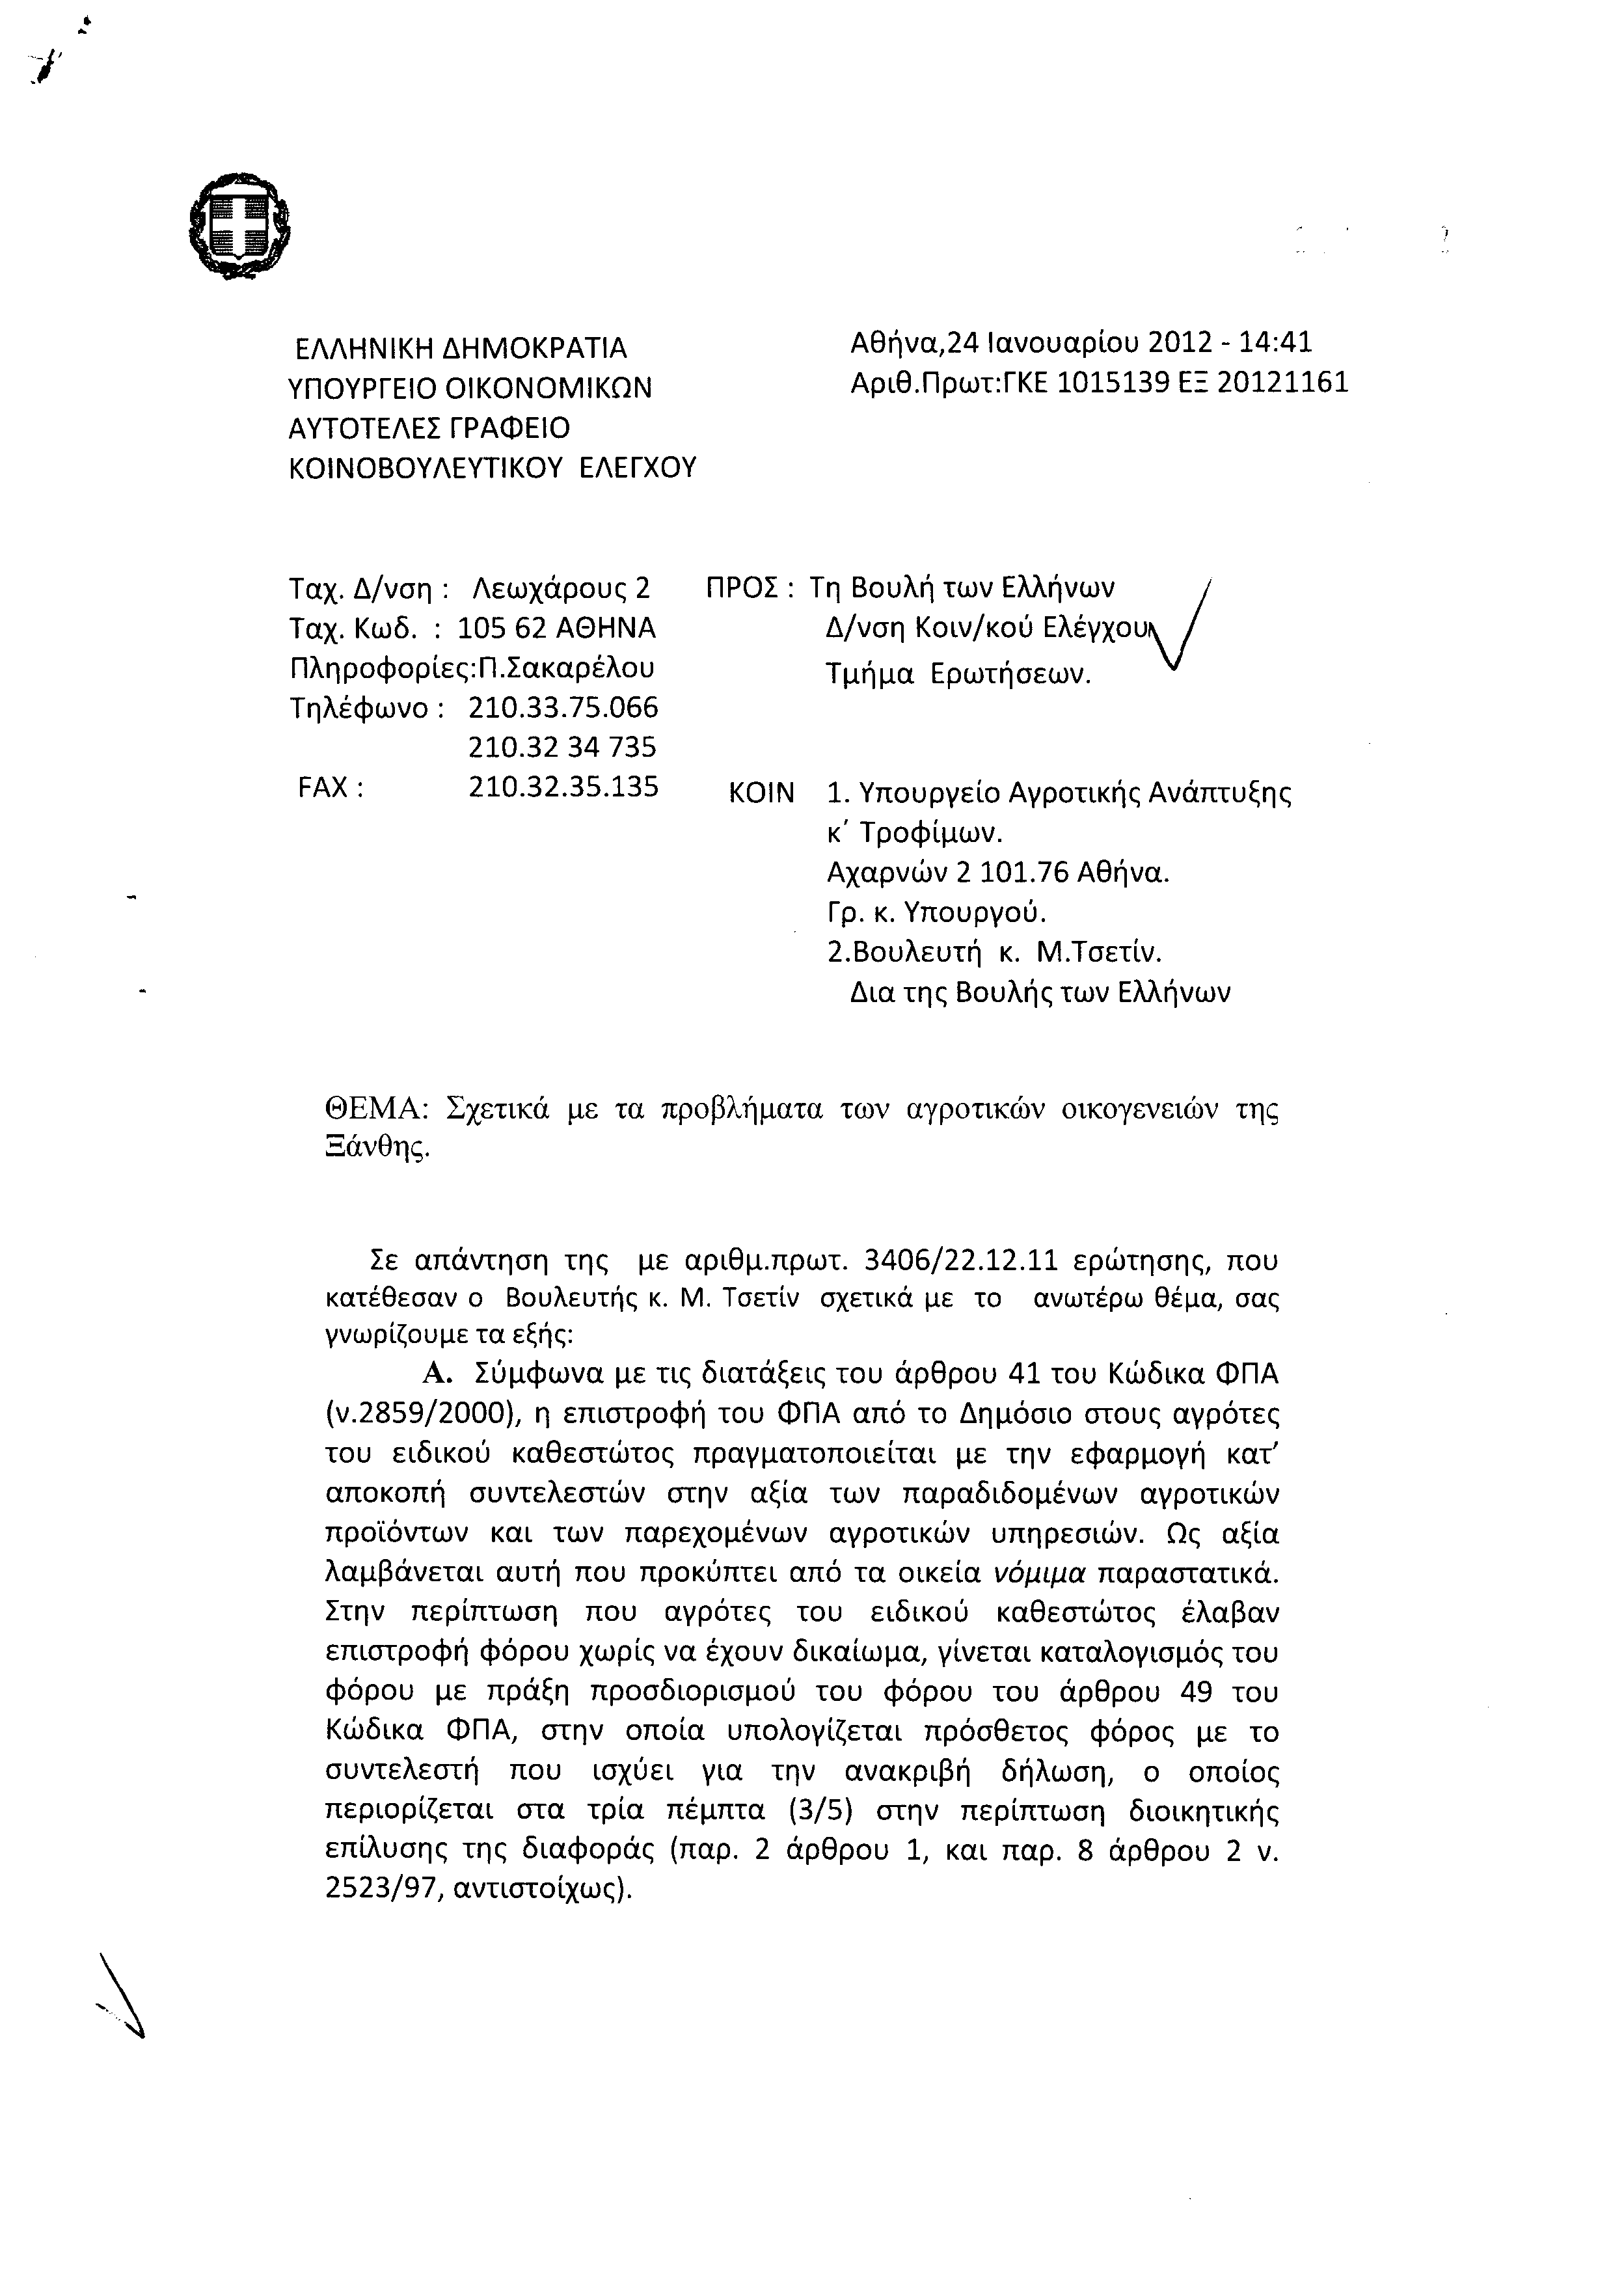 ΕΛΛΗΝΙΚΗ ΔΗΜΟΚΡΑΤΙΑ
ΥΠΟΥΡΓΕΙΟ ΟΙΚΟΝΟΜΙΚΩΝ
ΑΥΤΟΤΕΛΕΣ ΓΡΑΦΕΙΟ
ΚΟΙΝΟΒΟΥΛΕΥΤΙΚΟΥ ΕΛΕΓΧΟΥ
Αθήνα,24 Ιανουαρίου 2012 - 14:41
Αριθ.Πρωτ:ΓΚΕ 1015139 ΕΞ 20121161
Ταχ. Δ/νση : Λεωχάρους 2
Ταχ. Κωδ. : 105 62 ΑΘΗΝΑ
Πληροφορίες:Π.Σακαρέλου
Τηλέφωνο : 210.33.75.066
210.32 34 735
FAX : 210.32.35.135
ΠΡΟΣ : Τη Βουλή των Ελλήνων
Δ/νση Κοιν/κού Ελέγχου
Τμήμα Ερωτήσεων.
ΚΟΙΝ 1. Υπουργείο Αγροτικής Ανάπτυξης
κ΄ Τροφίμων.
Αχαρνών 2 101.76 Αθήνα.
Γρ. κ. Υπουργού.
2.Βουλευτή κ. Μ.Τσετίν.
Δια της Βουλής των Ελλήνων
ΘΕΜΑ: Σχετικά με τα προβλήματα των αγροτικών οικογενειών της
Ξάνθης.
Σε απάντηση της με αριθμ.πρωτ. 3406/22.12.11 ερώτησης, που
κατέθεσαν ο Βουλευτής κ. Μ. Τσετίν σχετικά με το ανωτέρω θέμα, σας
γνωρίζουμε τα εξής:
Α. Σύμφωνα με τις διατάξεις του άρθρου 41 του Κώδικα ΦΠΑ
(ν.2859/2000), η επιστροφή του ΦΠΑ από το Δημόσιο στους αγρότες
του ειδικού καθεστώτος πραγματοποιείται με την εφαρμογή κατ΄
αποκοπή συντελεστών στην αξία των παραδιδομένων αγροτικών
προϊόντων και των παρεχομένων αγροτικών υπηρεσιών. Ως αξία
λαμβάνεται αυτή που προκύπτει από τα οικεία νόμιμα παραστατικά.
Στην περίπτωση που αγρότες του ειδικού καθεστώτος έλαβαν
επιστροφή φόρου χωρίς να έχουν δικαίωμα, γίνεται καταλογισμός του
φόρου με πράξη προσδιορισμού του φόρου του άρθρου 49 του
Κώδικα ΦΠΑ, στην οποία υπολογίζεται πρόσθετος φόρος με το
συντελεστή που ισχύει για την ανακριβή δήλωση, ο οποίος
περιορίζεται στα τρία πέμπτα (3/5) στην περίπτωση διοικητικής
επίλυσης της διαφοράς (παρ. 2 άρθρου 1, και παρ. 8 άρθρου 2 ν.
2523/97, αντιστοίχως).